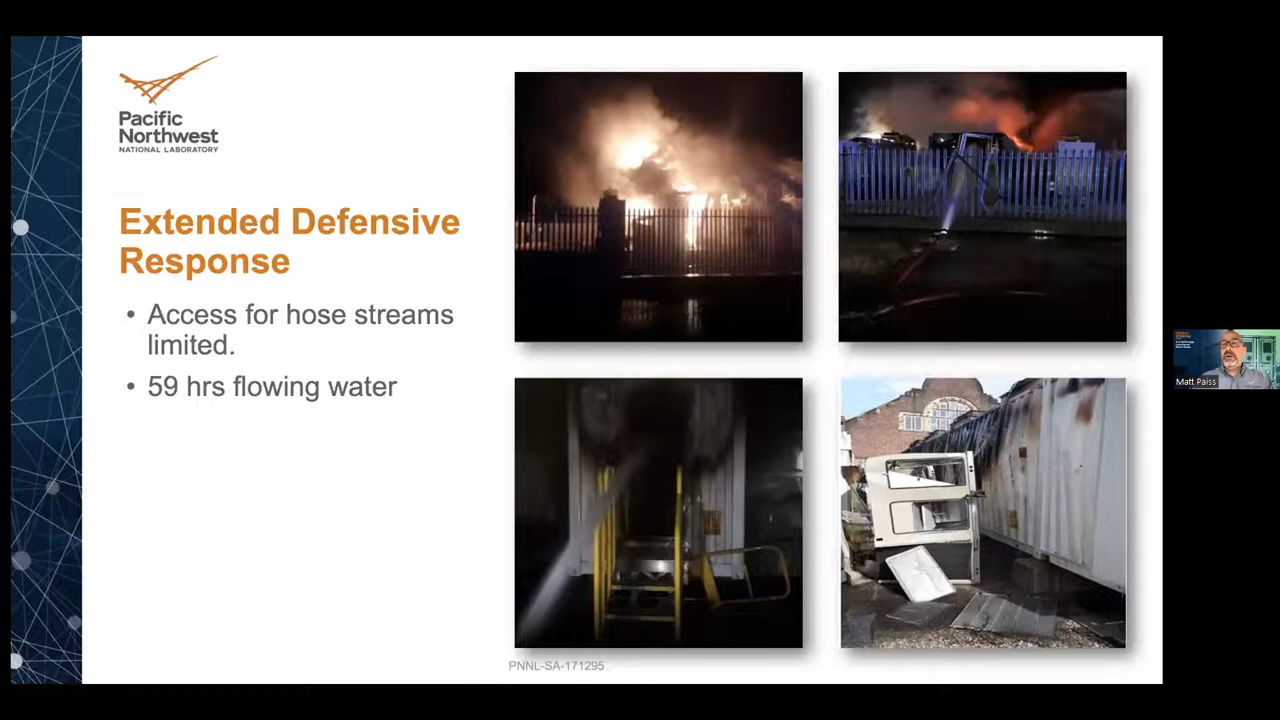 Pacific
Northwest
NATIONAL LABORATORY
Extended Defensive
Response
• Access for hose streams
limited.
• 59 hrs flowing water
PNNL-SA-171295
Matt Paiss